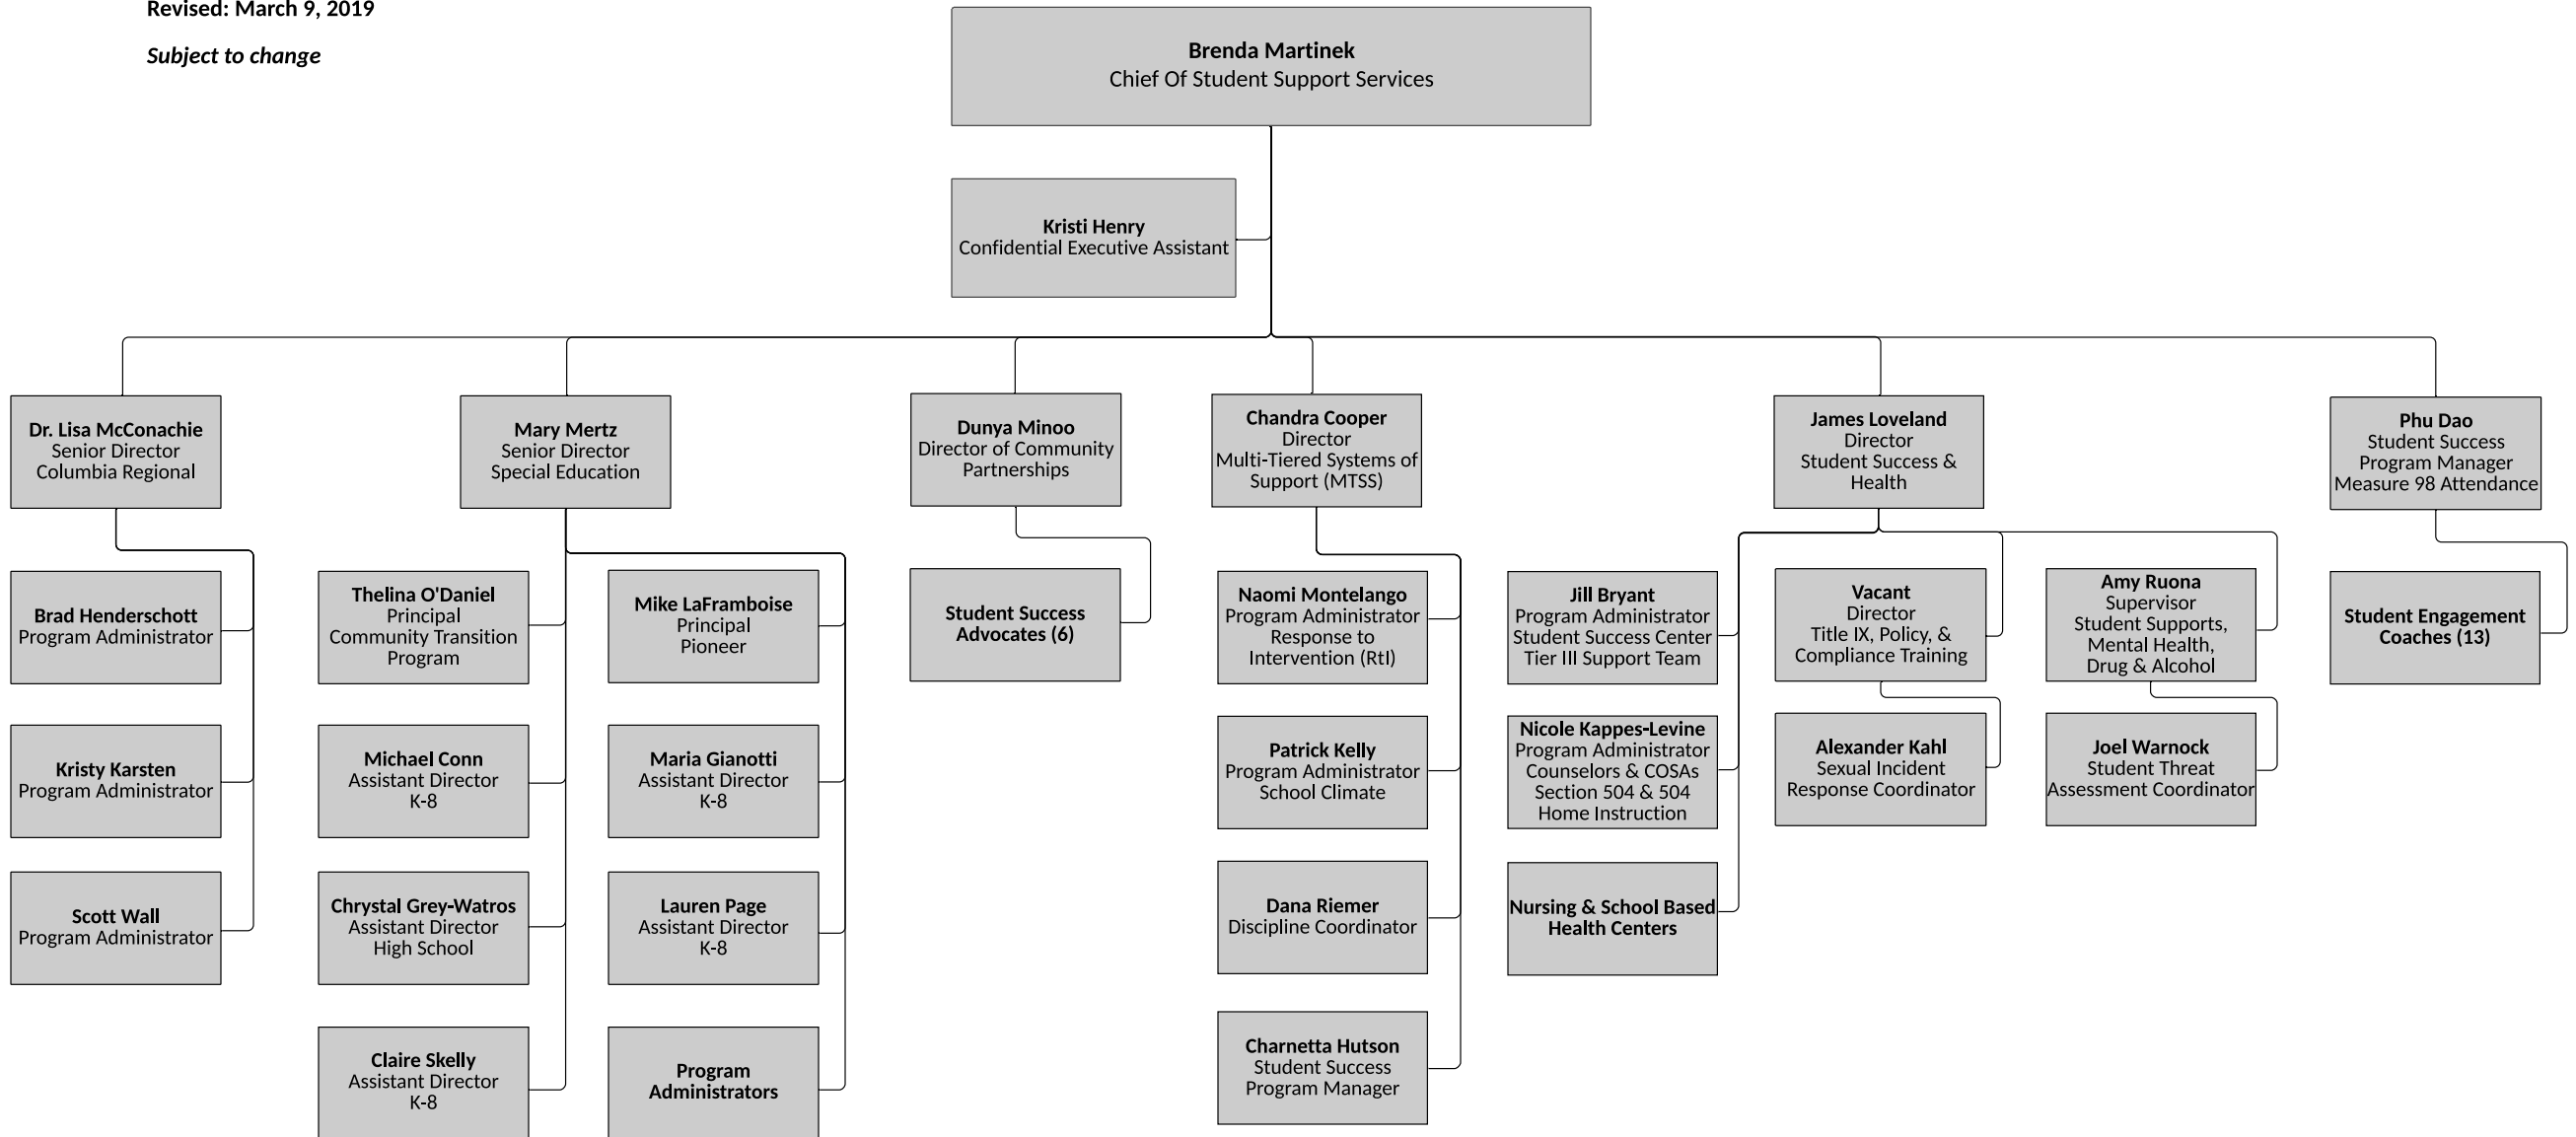 Revised: March 9, 2019
Subject to change
Brenda Martinek
Chief Of Student Support Services
Kristi Henry
Confidential Executive Assistant
Dr. Lisa McConachie
Senior Director
Columbia Regional
Brad Henderschott
Program Administrator
Kristy Karsten
Program Administrator
Scott Wall
Program Administrator
Mary Mertz
Senior Director
Special Education
Thelina O'Daniel
Principal
Community Transition
Program
Michael Conn
Assistant Director
K-8
Chrystal Grey-Watros
Assistant Director
High School
Claire Skelly
Assistant Director
K-8
Mike LaFramboise
Principal
Pioneer
Maria Gianotti
Assistant Director
K-8
Lauren Page
Assistant Director
K-8
Program
Administrators
Dunya Minoo
Director of Community
Partnerships
Student Success
Advocates (6)
Chandra Cooper
Director
Multi-Tiered Systems of
Support (MTSS)
Naomi Montelango
Program Administrator
Response to
Intervention (RtI)
Patrick Kelly
Program Administrator
School Climate
Dana Riemer
Discipline Coordinator
Charnetta Hutson
Student Success
Program Manager
James Loveland
Director
Student Success &
Health
Jill Bryant
Program Administrator
Student Success Center
Tier III Support Team
Nicole Kappes-Levine
Program Administrator
Counselors & COSAs
Section 504 & 504
Home Instruction
Nursing & School Based
Health Centers
Vacant
Director
Title IX, Policy, &
Compliance Training
Alexander Kahl
Sexual Incident
Response Coordinator
Amy Ruona
Supervisor
Student Supports,
Mental Health,
Drug & Alcohol
Joel Warnock
Student Threat
Assessment Coordinator
Phu Dao
Student Success
Program Manager
Measure 98 Attendance
Student Engagement
Coaches (13)